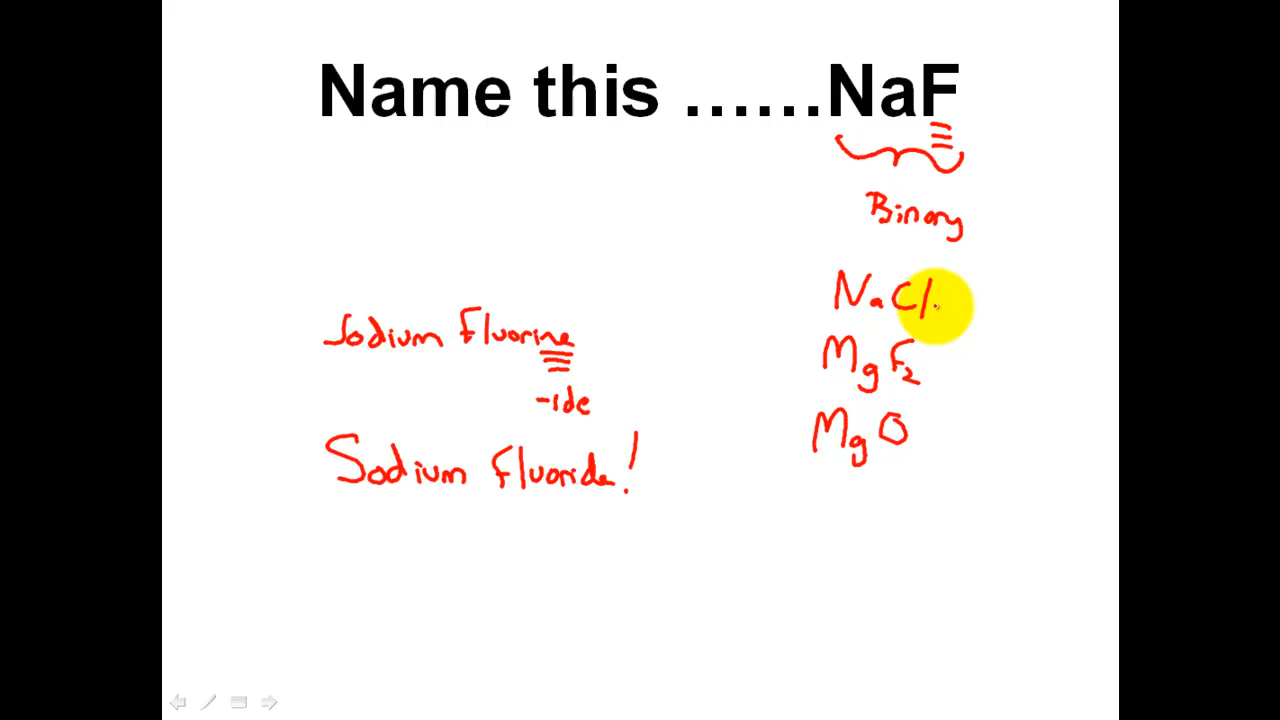 Name this ......NaF
Binary
NaCl
Sodium Fluorine
MgF2
-ide
MgO
Sodium Fluoride!